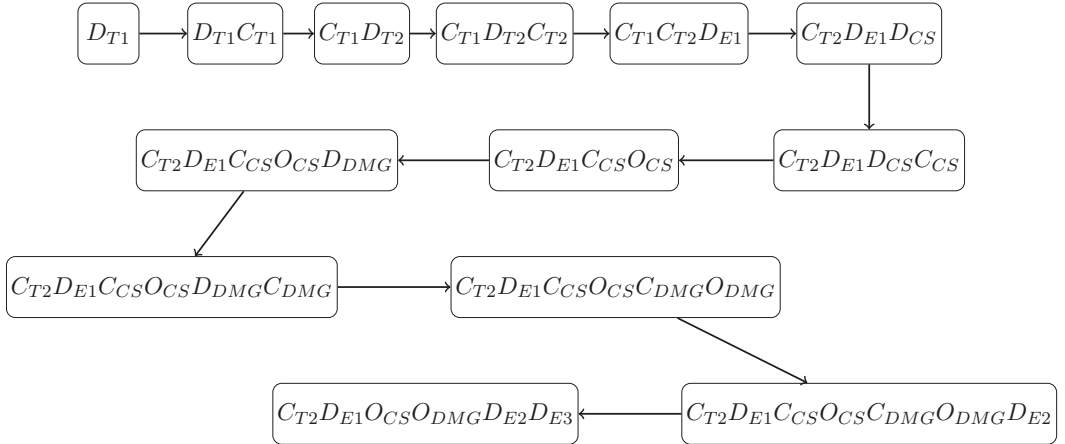 D_{T1} D_{T1}C_{T1} C_{T1}D_{T2} C_{T1}D_{T2}C_{T2} C_{T1}C_{T2}D_{E1} C_{T2}D_{E1}D_{CS}
C_{T2}D_{E1}C_{CS}O_{CS}D_{DMG} C_{T2}D_{E1}C_{CS}O_{CS} C_{T2}D_{E1}D_{CS}C_{CS}
C_{T2}D_{E1}C_{CS}O_{CS}D_{DMG}C_{DMG} C_{T2}D_{E1}C_{CS}O_{CS}C_{DMG}O_{DMG}
C_{T2}D_{E1}O_{CS}O_{DMG}D_{E2}D_{E3} C_{T2}D_{E1}C_{CS}O_{CS}C_{DMG}O_{DMG}D_{E2}